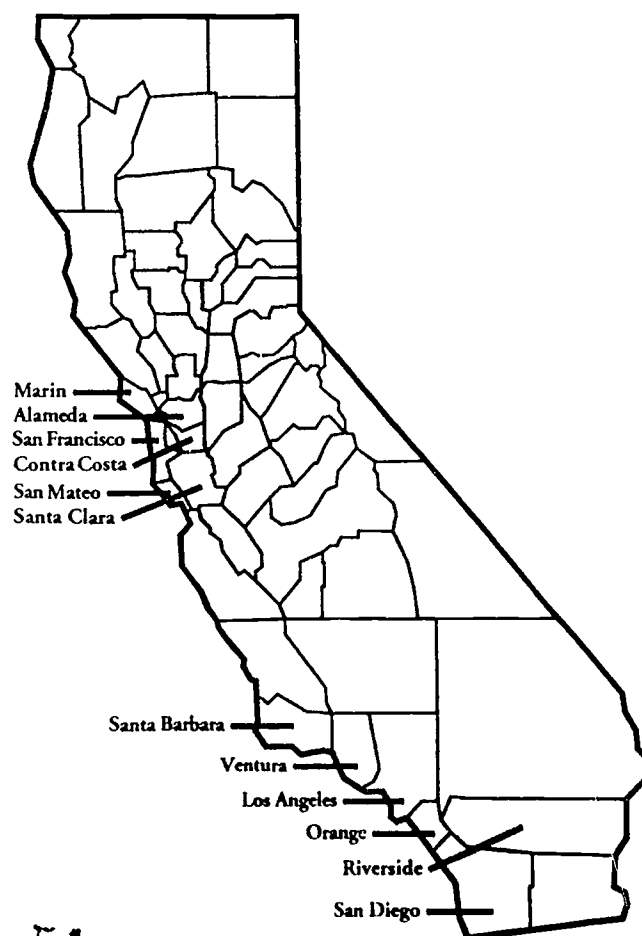 Marin
Alameda
San Francisco
Contra Costa
San Mateo
Santa Clara
Santa Barbara
Ventura
Los Angeles
Orange
Riverside
San Diego